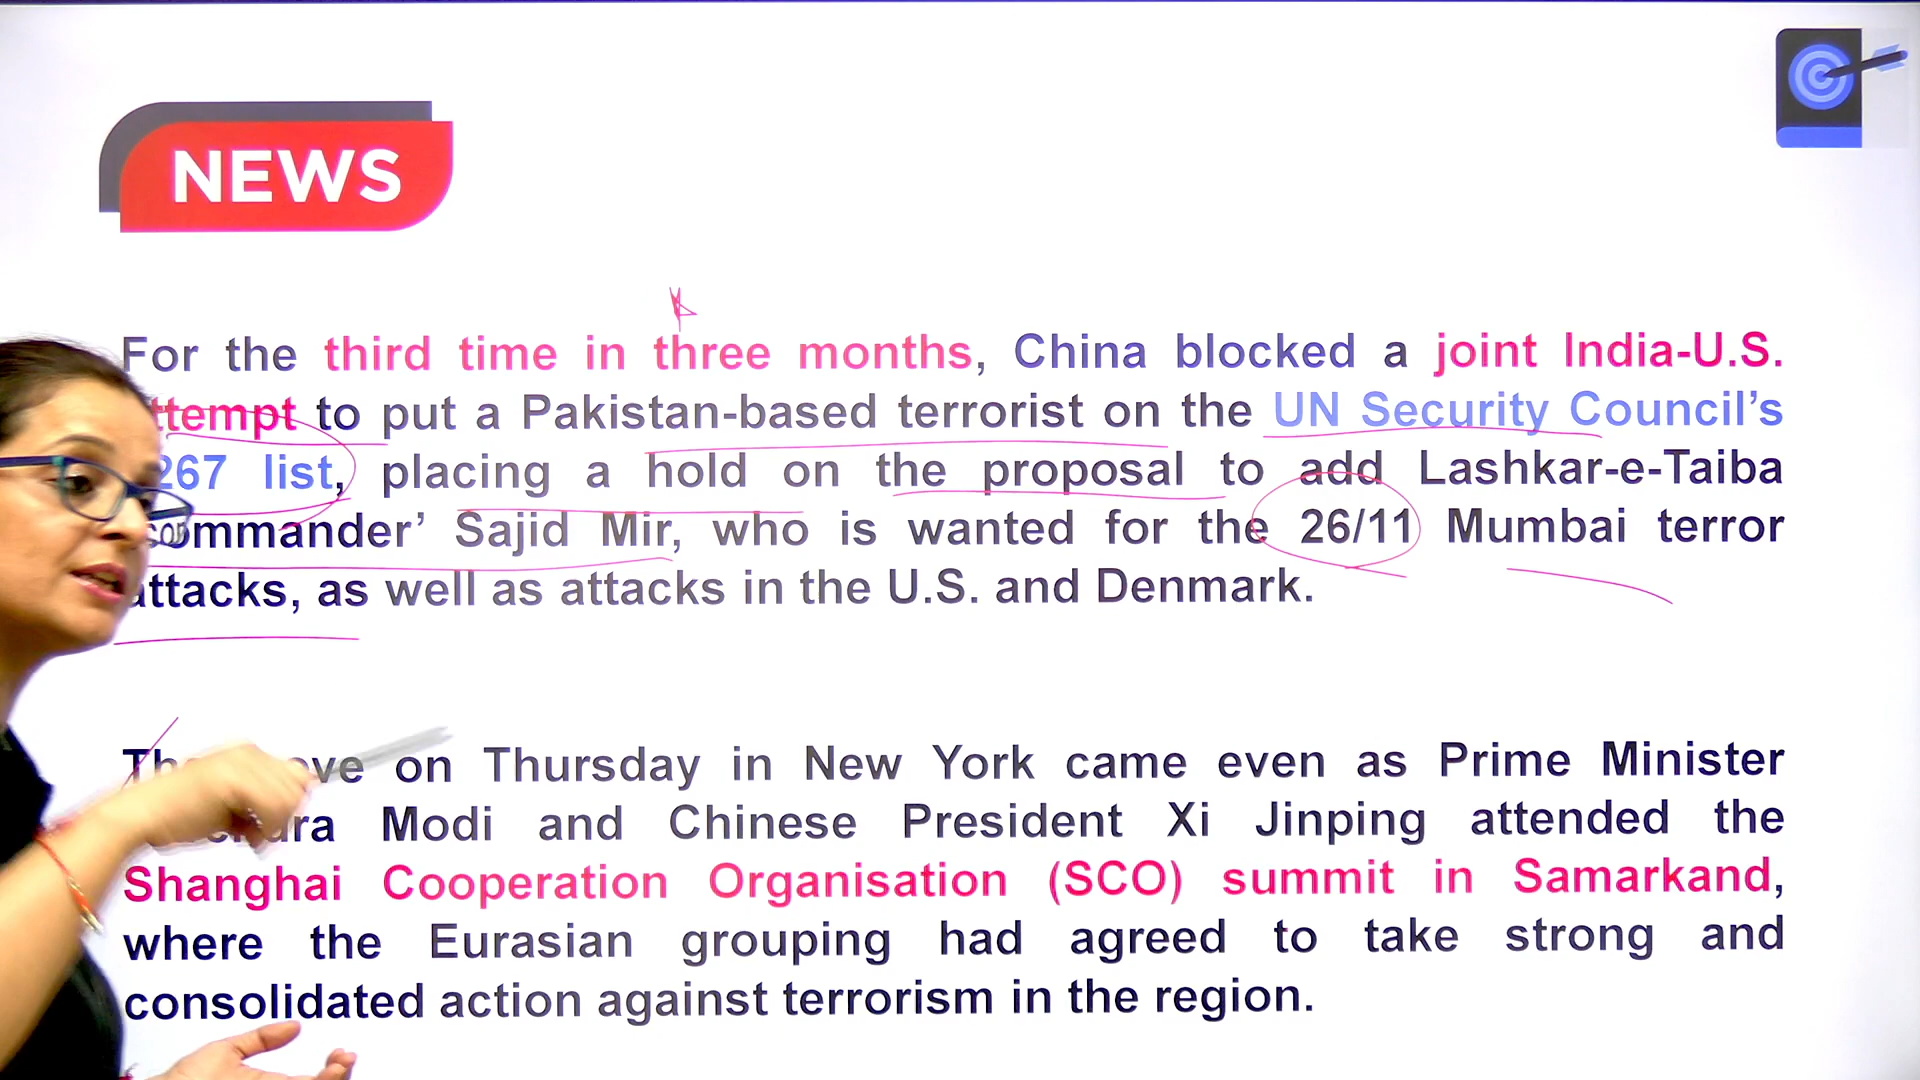 NEWS
For the third time in three months, China blocked a joint India-U.S.
ttempt to put a Pakistan-based terrorist on the UN Security Council’s
267 list, placing a hold on the proposal to add Lashkar-e-Taiba
commander’ Sajid Mir, who is wanted for the 26/11 Mumbai terror
attacks, as well as attacks in the U.S. and Denmark.
on Thursday in New York came even as Prime Minister
Modi and Chinese President Xi Jinping attended the
Shanghai Cooperation Organisation (SCO) summit in Samarkand,
where the Eurasian grouping had agreed to take strong and
consolidated action against terrorism in the region.